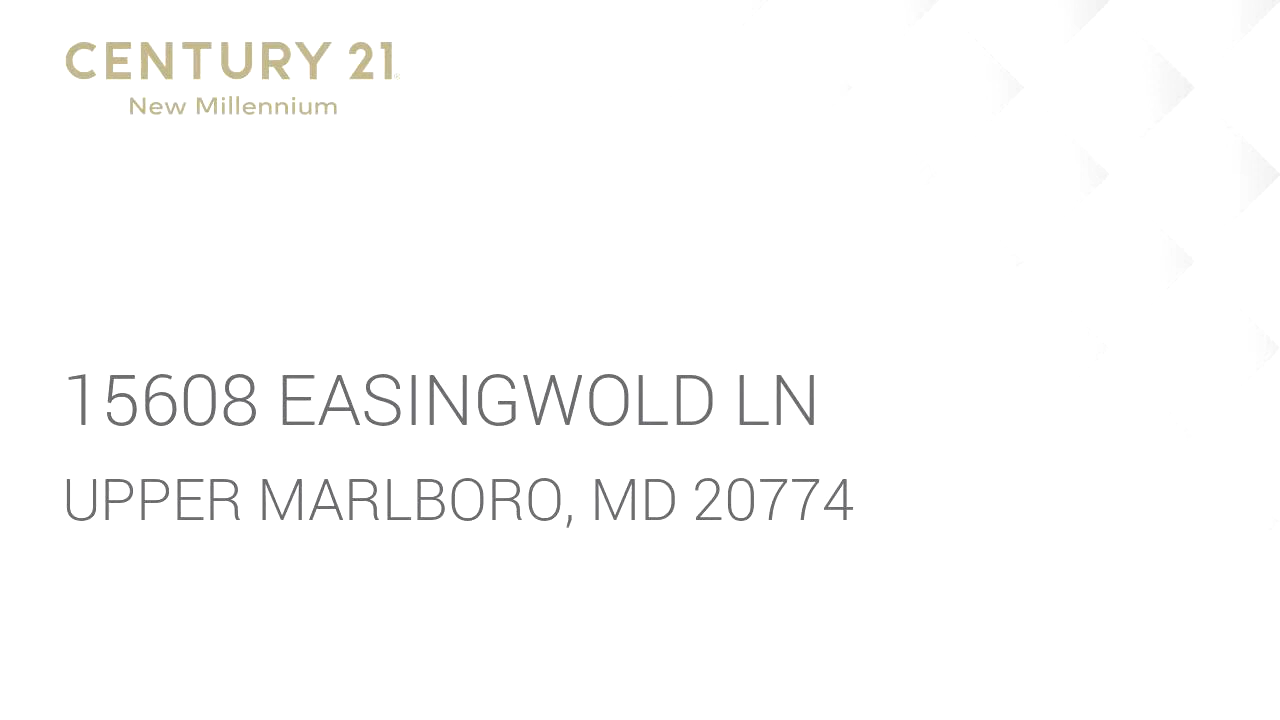 CENTURY 21
New Millennium
15608 EASINGWOLD LN
UPPER MARLBORO, MD 20774